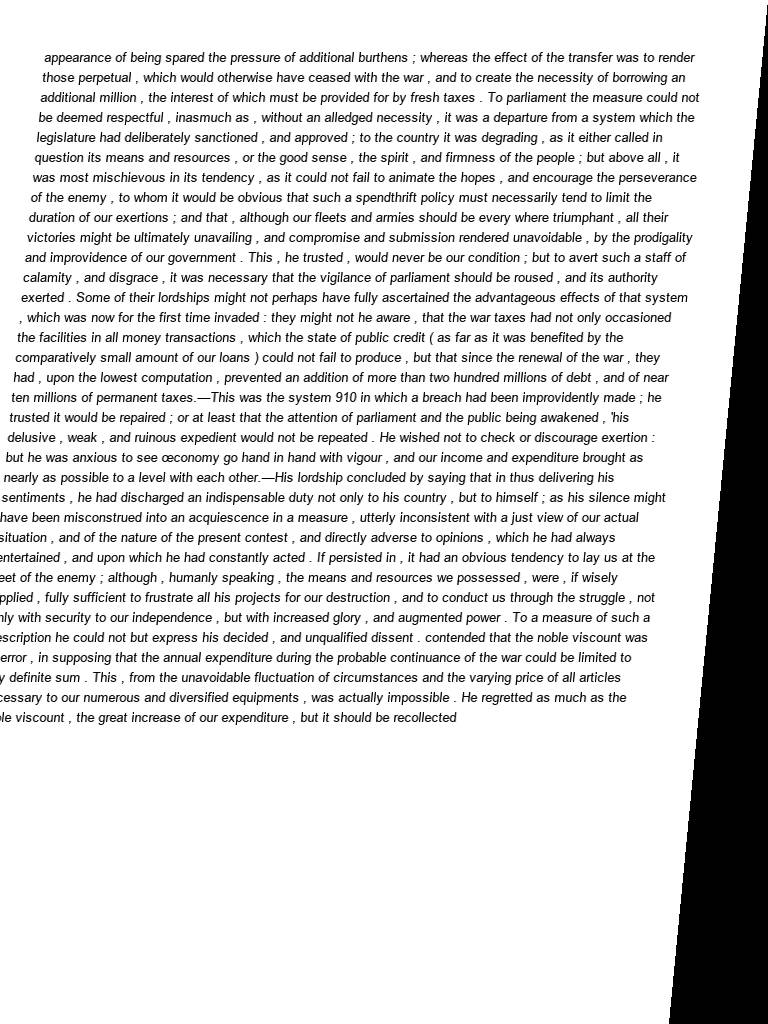 appearance of being spared the pressure of additional burthens ; whereas the effect of the transfer was to render
those perpetual , which would otherwise have ceased with the war , and to create the necessity of borrowing an
additional million , the interest of which must be provided for by fresh taxes . To parliament the measure could not
be deemed respectful , inasmuch as , without an alledged necessity , it was a departure from a system which the
legislature had deliberately sanctioned , and approved ; to the country it was degrading , as it either called in
question its means and resources , or the good sense , the spirit , and firmness of the people ; but above all , it
was most mischievous in its tendency , as it could not fail to animate the hopes , and encourage the perseverance
of the enemy , to whom it would be obvious that such a spendthrift policy must necessarily tend to limit the
duration of our exertions ; and that , although our fleets and armies should be every where triumphant , all their
victories might be ultimately unavailing , and compromise and submission rendered unavoidable , by the prodigality
and improvidence of our government . This , he trusted , would never be our condition ; but to avert such a staff of
calamity , and disgrace , it was necessary that the vigilance of parliament should be roused , and its authority
exerted . Some of their lordships might not perhaps have fully ascertained the advantageous effects of that system
, which was now for the first time invaded : they might not he aware , that the war taxes had not only occasioned
the facilities in all money transactions , which the state of public credit ( as far as it was benefited by the
comparatively small amount of our loans ) could not fail to produce , but that since the renewal of the war , they
had , upon the lowest computation , prevented an addition of more than two hundred millions of debt , and of near
ten millions of permanent taxes.—This was the system 910 in which a breach had been improvidently made ; he
trusted it would be repaired ; or at least that the attention of parliament and the public being awakened , 'his
delusive , weak , and ruinous expedient would not be repeated . He wished not to check or discourage exertion :
but he was anxious to see œconomy go hand in hand with vigour , and our income and expenditure brought as
nearly as possible to a level with each other.—His lordship concluded by saying that in thus delivering his
sentiments , he had discharged an indispensable duty not only to his country , but to himself ; as his silence might
have been misconstrued into an acquiescence in a measure , utterly inconsistent with a just view of our actual
situation , and of the nature of the present contest , and directly adverse to opinions , which he had always
entertained , and upon which he had constantly acted . If persisted in , it had an obvious tendency to lay us at the
eet of the enemy ; although , humanly speaking , the means and resources we possessed , were , if wisely
pplied , fully sufficient to frustrate all his projects for our destruction , and to conduct us through the struggle , not
nly with security to our independence , but with increased glory , and augmented power . To a measure of such a
escription he could not but express his decided , and unqualified dissent . contended that the noble viscount was
error , in supposing that the annual expenditure during the probable continuance of the war could be limited to
y definite sum . This , from the unavoidable fluctuation of circumstances and the varying price of all articles
cessary to our numerous and diversified equipments , was actually impossible . He regretted as much as the
le viscount , the great increase of our expenditure , but it should be recollected